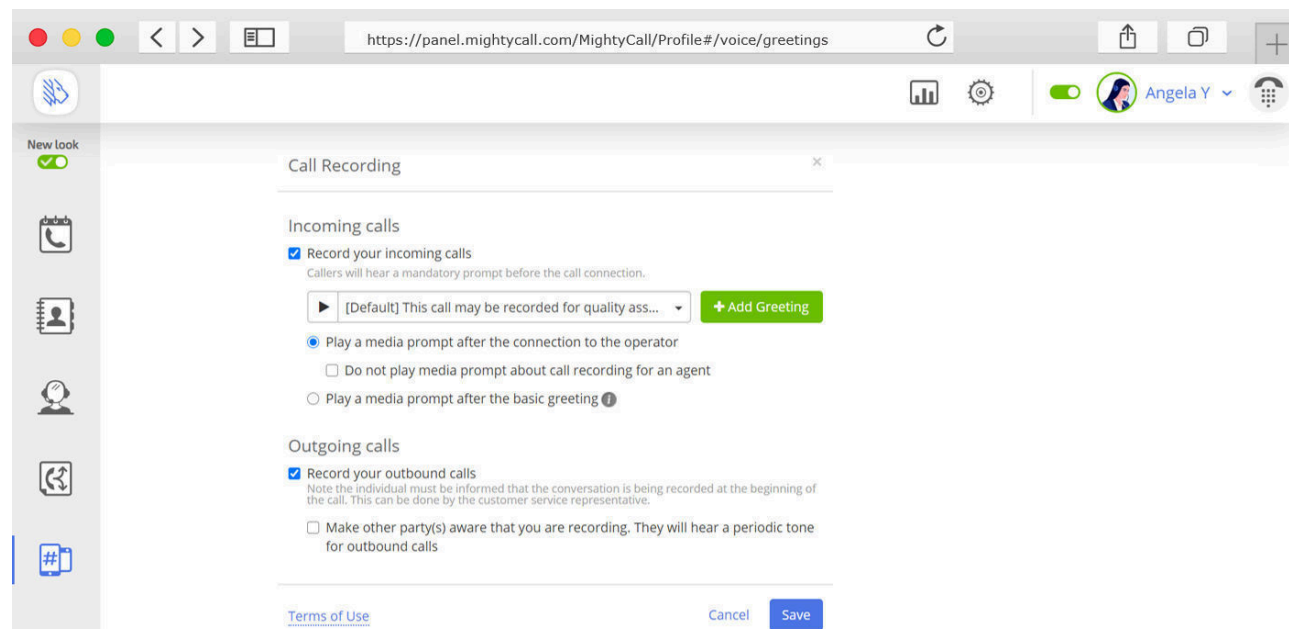 https://panel.mightycall.com/MightyCall/Profile#/voice/greetings
Angela Y
New look
Call Recording
Incoming calls
Record your incoming calls
Callers will hear a mandatory prompt before the call connection.
[Default] This call may be recorded for quality ass...
+ Add Greeting
Play a media prompt after the connection to the operator
Do not play media prompt about call recording for an agent
Play a media prompt after the basic greeting
Outgoing calls
Record your outbound calls
Note the individual must be informed that the conversation is being recorded at the beginning of
the call. This can be done by the customer service representative.
Make other party(s) aware that you are recording. They will hear a periodic tone
for outbound calls
Terms of Use
Cancel
Save